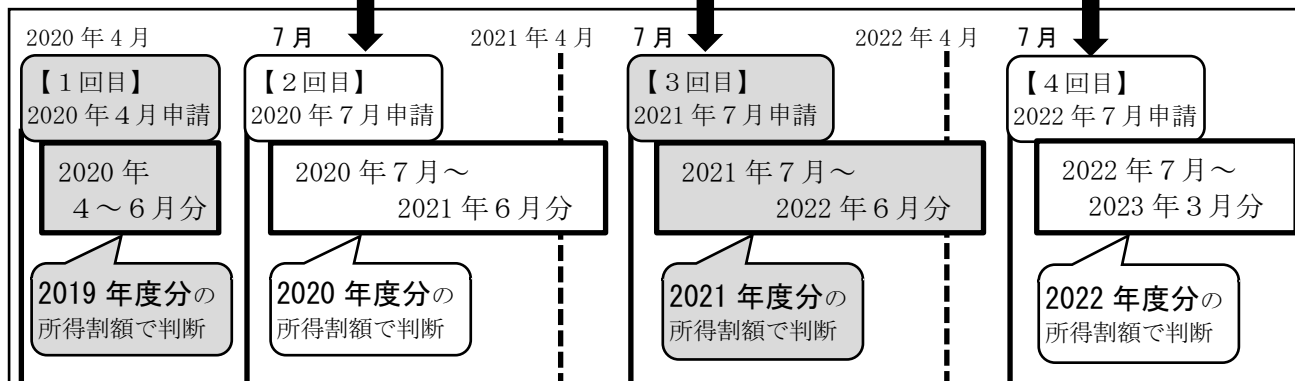 2020年4月
7月
2021年4月
7月
2022年4月
7月
【1回目】
2020年4月申請
【2回目】
2020年7月申請
【3回目】
2021年7月申請
【4回目】
2022年7月申請
2020年
4～6月分
2020年7月～
2021年6月分
2021年7月～
2022年6月分
2022年7月～
2023年3月分
2019年度分の
所得割額で判断
2020年度分の
所得割額で判断
2021年度分の
所得割額で判断
2022年度分の
所得割額で判断